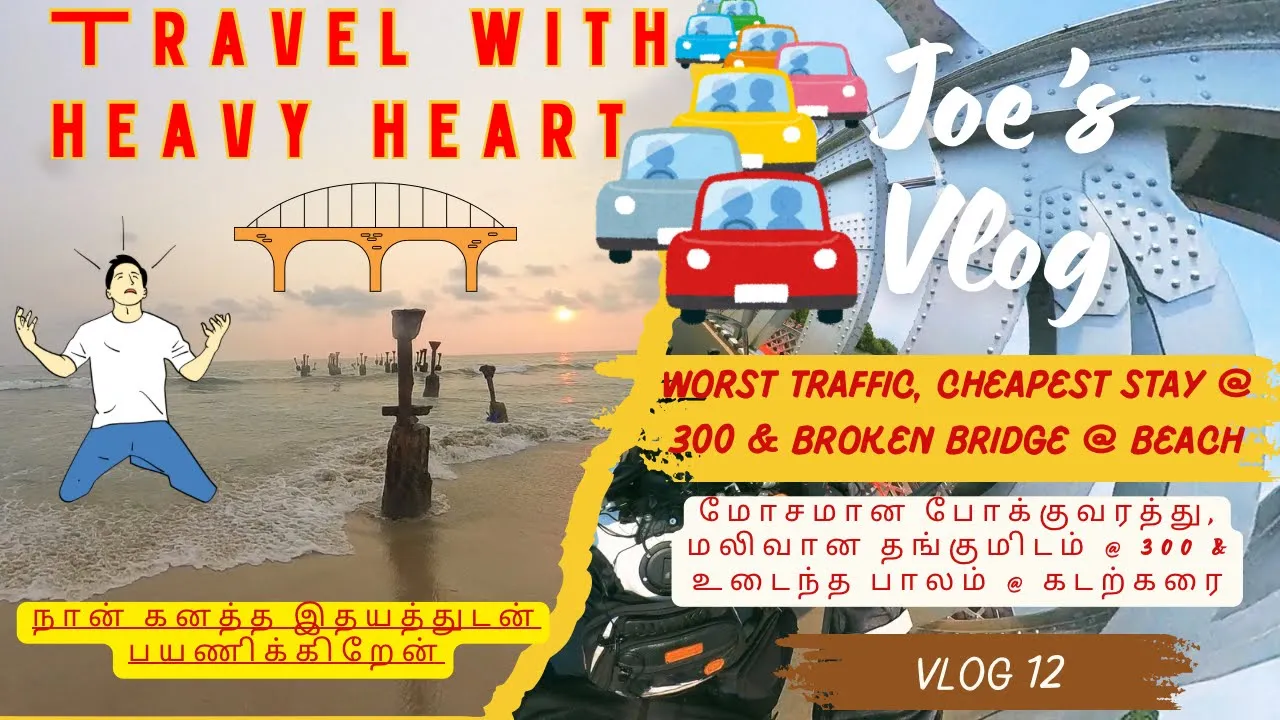 TRAVEL WITH
HEAVY HEART
Joe's
Vlog
WORST TRAFFIC, CHEAPEST STAY @
300 & BROKEN BRIDGE @ BEACH
மோசமான போக்குவரத்து,
மலிவான தங்குமிடம் @ 300 &
உடைந்த பாலம் @ கடற்கரை
நான் கனத்த இதயத்துடன்
பயணிக்கிறேன்
VLOG 12